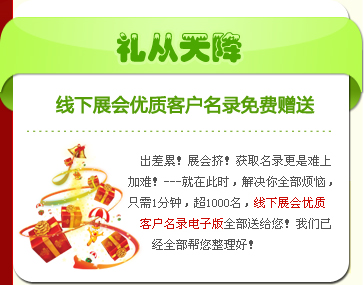 礼从天降
线下展会优质客户名录免费赠送
出差累！展会挤！获取名录更是难上
加难！---就在此时，解决你全部烦恼，
只需1分钟，超1000名，线下展会优质
客户名录电子版全部送给您！我们已
经全部帮您整理好！